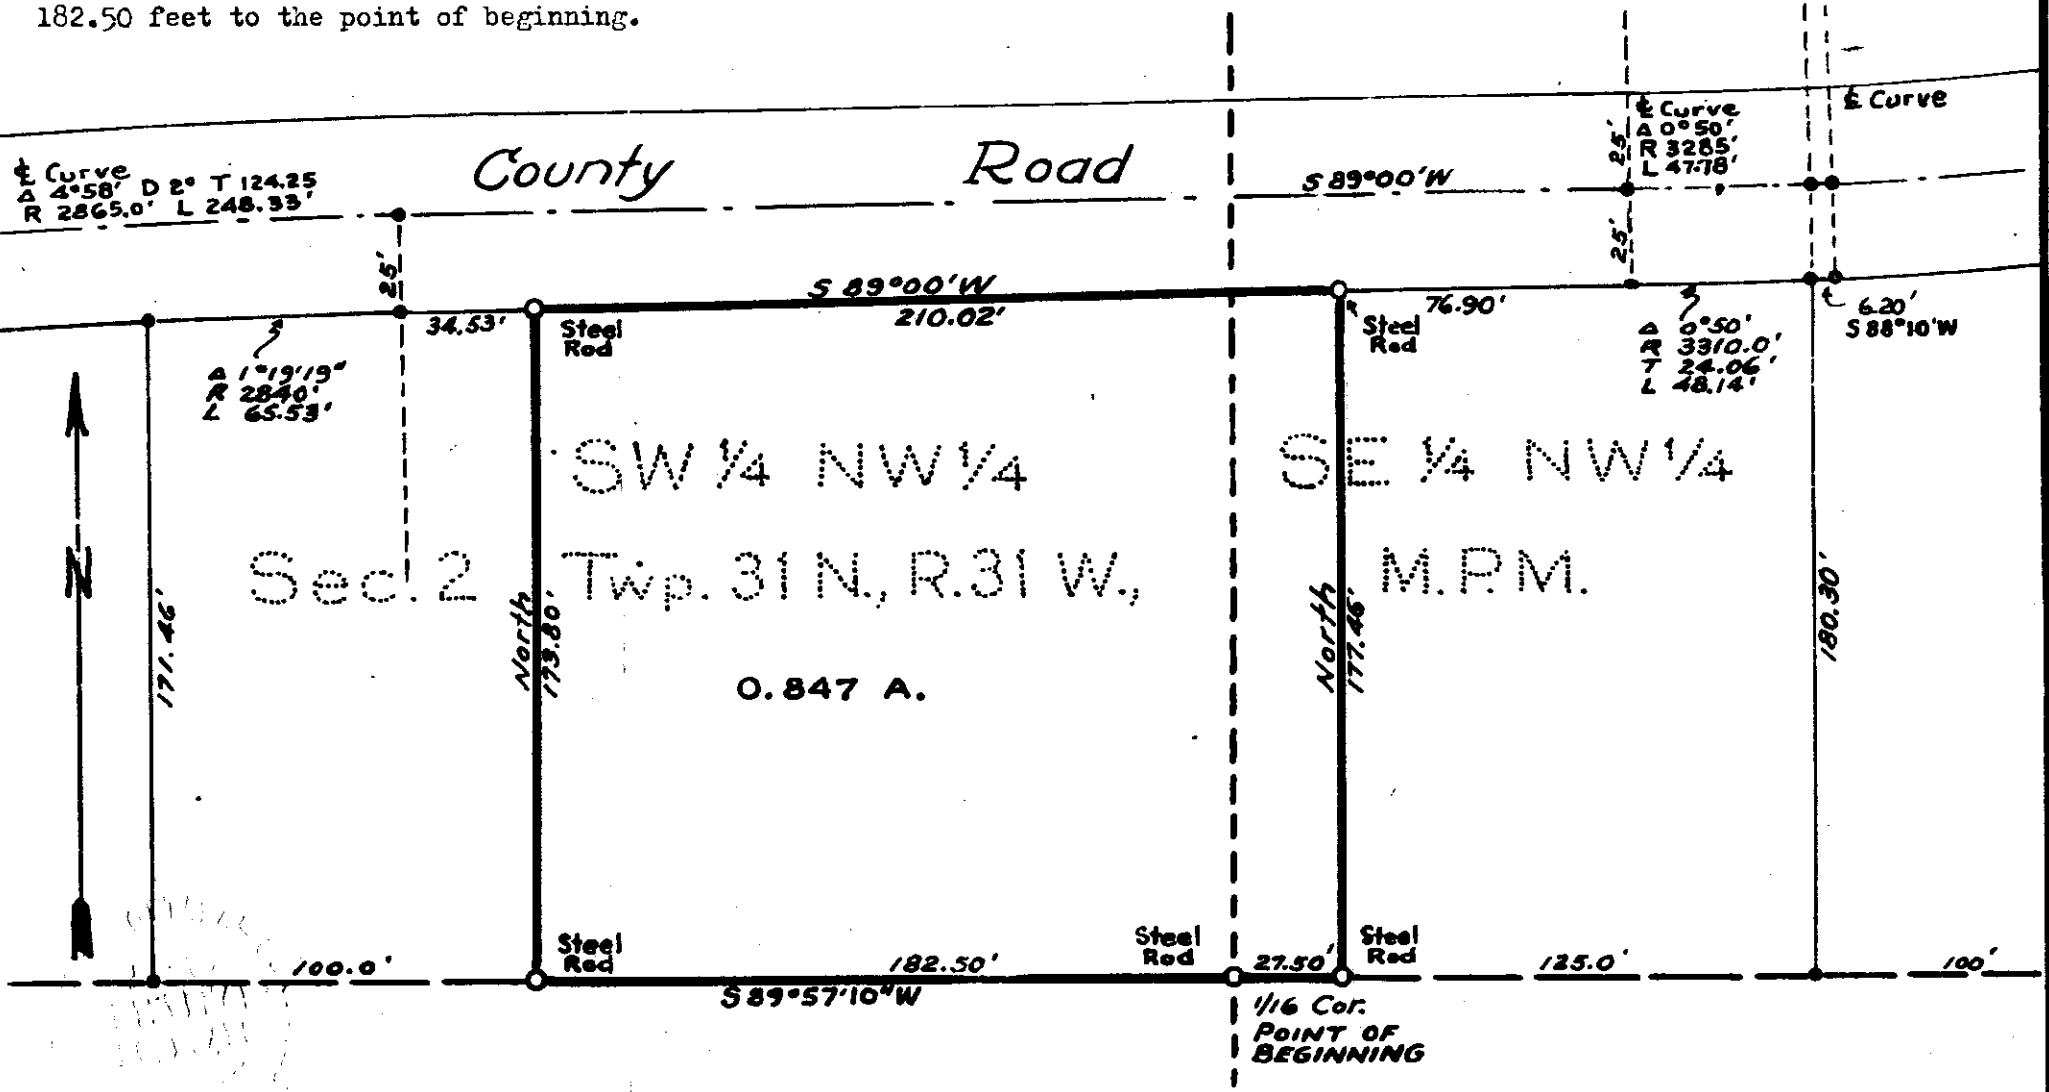 182.50 feet to the point of beginning.
℄ Curve
Δ 4°58' D 2° T 124.25
R 2865.0' L 248.33'
County Road
S 89°00'W
25'
25'
℄ Curve
Δ 0°50'
R 3285'
L 47.78'
℄ Curve
25'
34.53'
S 89°00'W
210.02'
Steel
Rod
76.90'
Steel
Rod
6.20'
S 88°10'W
Δ 1°19'19"
R 2840'
L 65.53'
Δ 0°50'
R 3310.0'
T 24.06'
L 48.14'
SW 1/4 NW 1/4
SE 1/4 NW 1/4
N
Sec. 2 Twp. 31 N., R. 31 W., M.P.M.
171.46'
North
173.80'
North
177.46'
180.30'
0.847 A.
Steel
Rod
Steel
Rod
Steel
Rod
100.0'
182.50'
27.50'
125.0'
100'
S 89°57'10"W
1/16 Cor.
POINT OF
BEGINNING